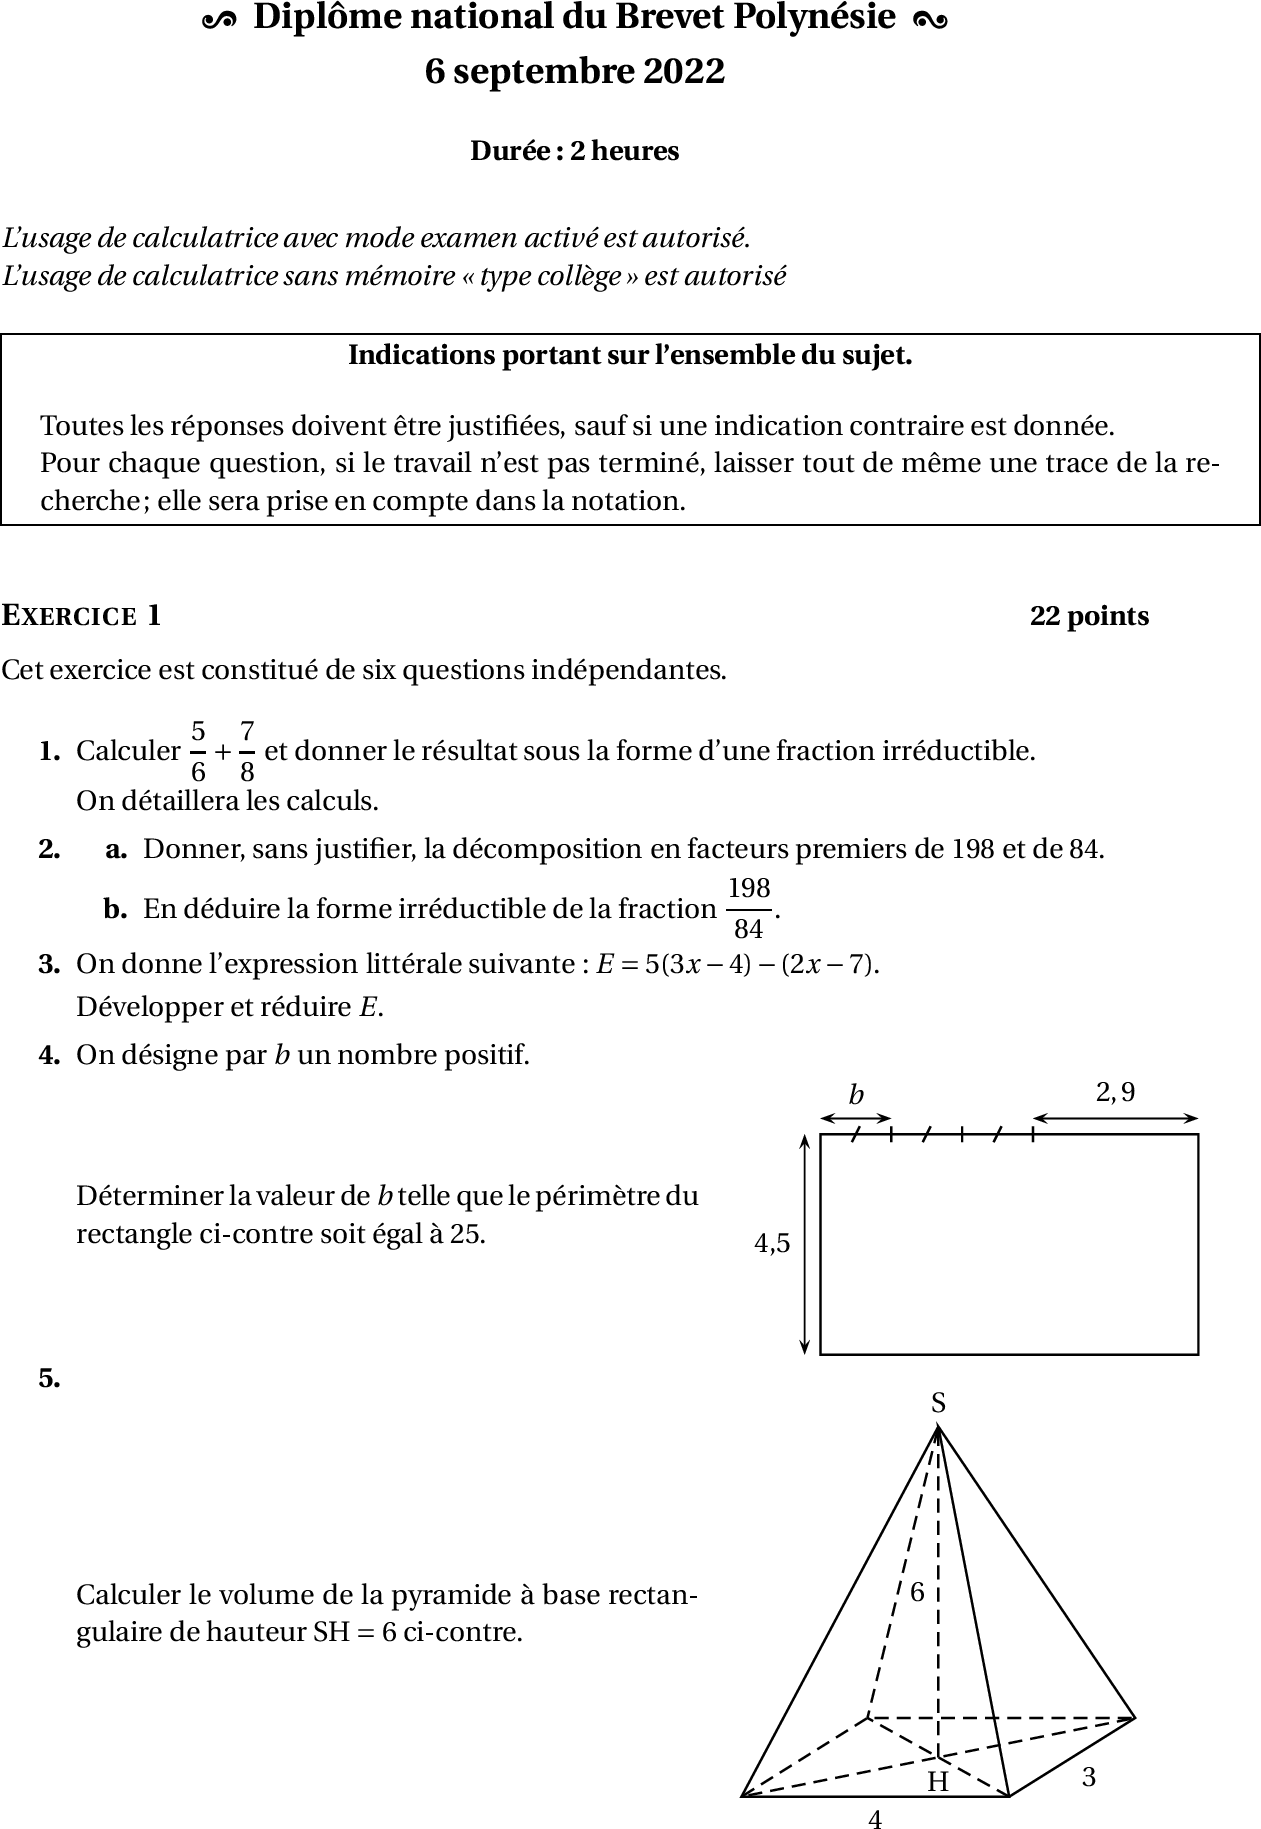 Diplôme national du Brevet Polynésie
6 septembre 2022
Durée : 2 heures
L'usage de calculatrice avec mode examen activé est autorisé.
L'usage de calculatrice sans mémoire « type collège » est autorisé
Indications portant sur l'ensemble du sujet.
Toutes les réponses doivent être justifiées, sauf si une indication contraire est donnée.
Pour chaque question, si le travail n'est pas terminé, laisser tout de même une trace de la re-
cherche ; elle sera prise en compte dans la notation.
EXERCICE 1 22 points
Cet exercice est constitué de six questions indépendantes.
1. Calculer 5/6 + 7/8 et donner le résultat sous la forme d'une fraction irréductible.
On détaillera les calculs.
2. a. Donner, sans justifier, la décomposition en facteurs premiers de 198 et de 84.
b. En déduire la forme irréductible de la fraction 198/84.
3. On donne l'expression littérale suivante : E = 5(3x − 4) − (2x − 7).
Développer et réduire E.
4. On désigne par b un nombre positif.
b 2,9
Déterminer la valeur de b telle que le périmètre du
rectangle ci-contre soit égal à 25.
4,5
5.
S
6
Calculer le volume de la pyramide à base rectan-
gulaire de hauteur SH = 6 ci-contre.
H 3
4